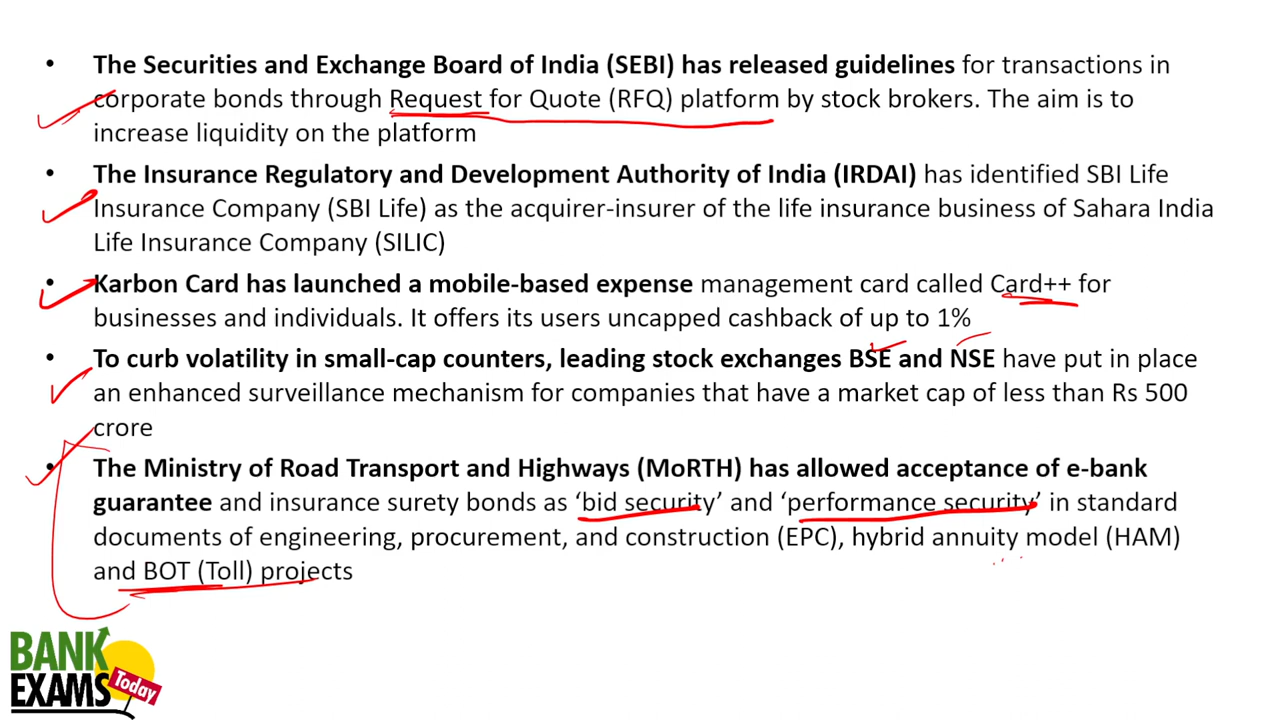 • The Securities and Exchange Board of India (SEBI) has released guidelines for transactions in
corporate bonds through Request for Quote (RFQ) platform by stock brokers. The aim is to
increase liquidity on the platform
• The Insurance Regulatory and Development Authority of India (IRDAI) has identified SBI Life
Insurance Company (SBI Life) as the acquirer-insurer of the life insurance business of Sahara India
Life Insurance Company (SILIC)
• Karbon Card has launched a mobile-based expense management card called Card++ for
businesses and individuals. It offers its users uncapped cashback of up to 1%
• To curb volatility in small-cap counters, leading stock exchanges BSE and NSE have put in place
an enhanced surveillance mechanism for companies that have a market cap of less than Rs 500
crore
• The Ministry of Road Transport and Highways (MoRTH) has allowed acceptance of e-bank
guarantee and insurance surety bonds as ‘bid security’ and ‘performance security’ in standard
documents of engineering, procurement, and construction (EPC), hybrid annuity model (HAM)
and BOT (Toll) projects
BANK
EXAMS
Today